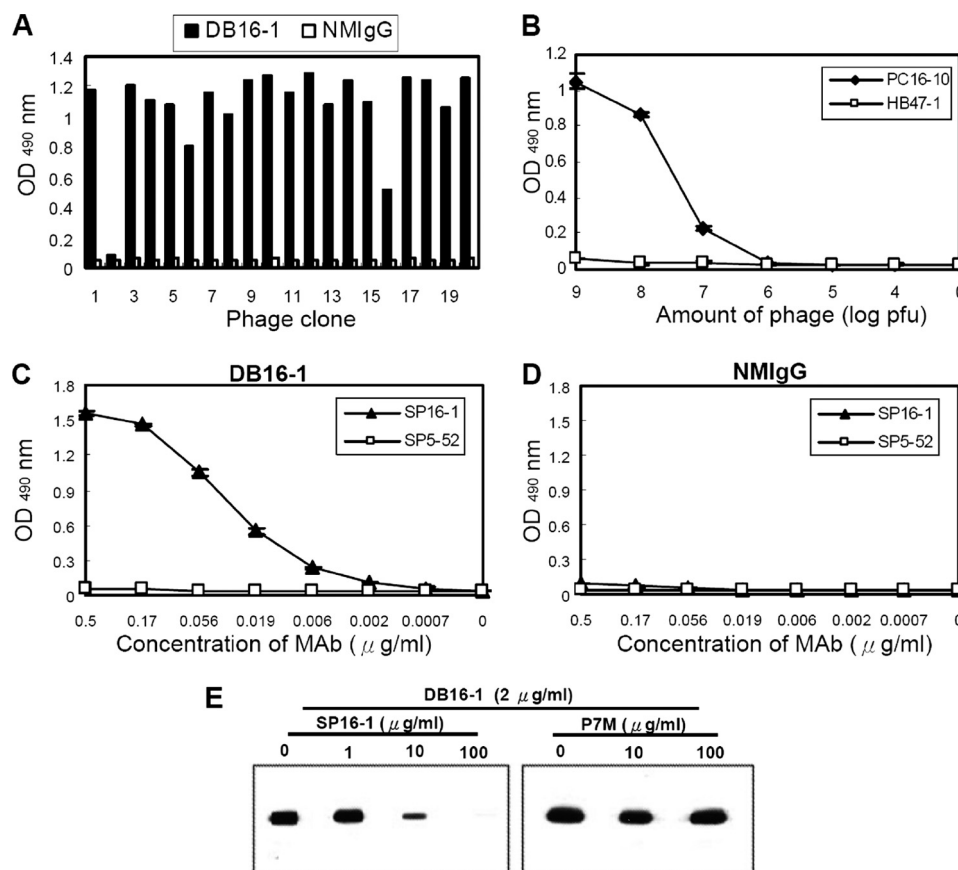 A
DB16-1 NMIgG
OD 490 nm
1.4
1.2
1
0.8
0.6
0.4
0.2
0
1 3 5 7 9 11 13 15 17 19
Phage clone
B
PC16-10
HB47-1
OD 490 nm
1.2
1
0.8
0.6
0.4
0.2
0
9 8 7 6 5 4 0
Amount of phage (log pfu)
C
DB16-1
SP16-1
SP5-52
OD 490 nm
1.8
1.5
1.2
0.9
0.6
0.3
0
0.5 0.17 0.056 0.019 0.006 0.002 0.0007 0
Concentration of MAb ( μ g/ml)
D
NMIgG
SP16-1
SP5-52
OD 490 nm
1.8
1.5
1.2
0.9
0.6
0.3
0
0.5 0.17 0.056 0.019 0.006 0.002 0.0007 0
Concentration of MAb ( μ g/ml)
E
DB16-1 (2 μ g/ml)
SP16-1 ( μ g/ml) P7M ( μ g/ml)
0 1 10 100 0 10 100